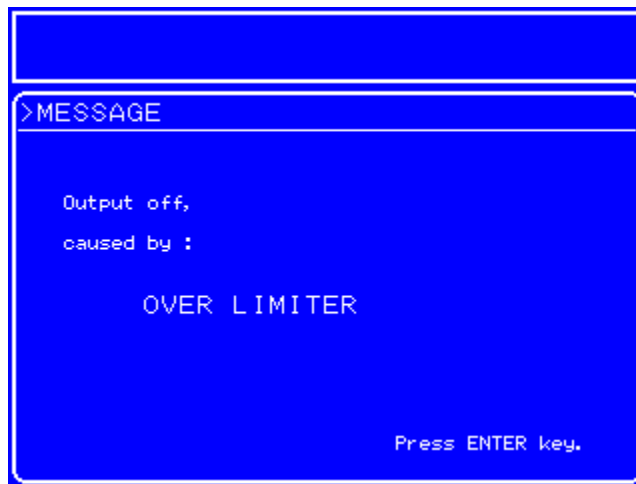 >MESSAGE
Output off,
caused by :
OVER LIMITER
Press ENTER key.